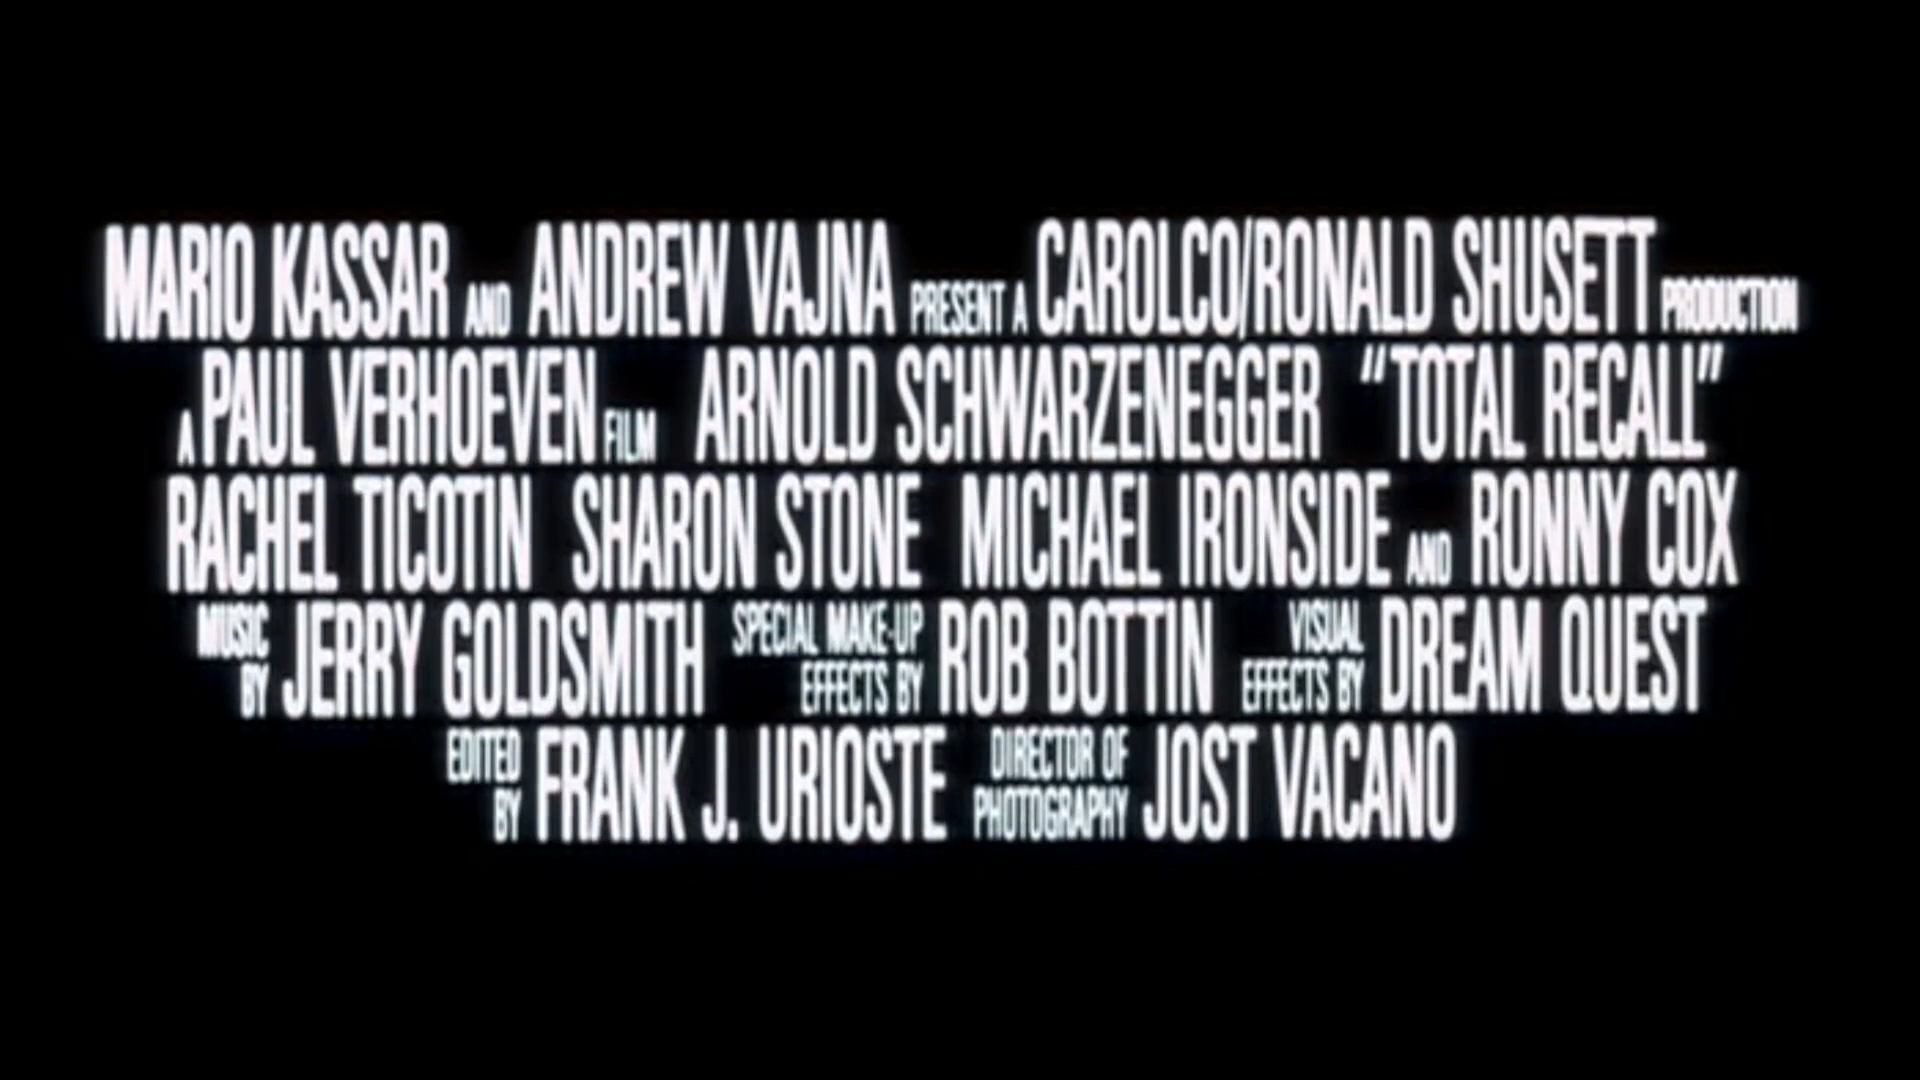 MARIO KASSAR AND ANDREW VAJNA PRESENT A CAROLCO/RONALD SHUSETT PRODUCTION
A PAUL VERHOEVEN FILM ARNOLD SCHWARZENEGGER “TOTAL RECALL”
RACHEL TICOTIN SHARON STONE MICHAEL IRONSIDE AND RONNY COX
MUSIC BY JERRY GOLDSMITH SPECIAL MAKE-UP EFFECTS BY ROB BOTTIN VISUAL EFFECTS BY DREAM QUEST
EDITED BY FRANK J. URIOSTE DIRECTOR OF PHOTOGRAPHY JOST VACANO